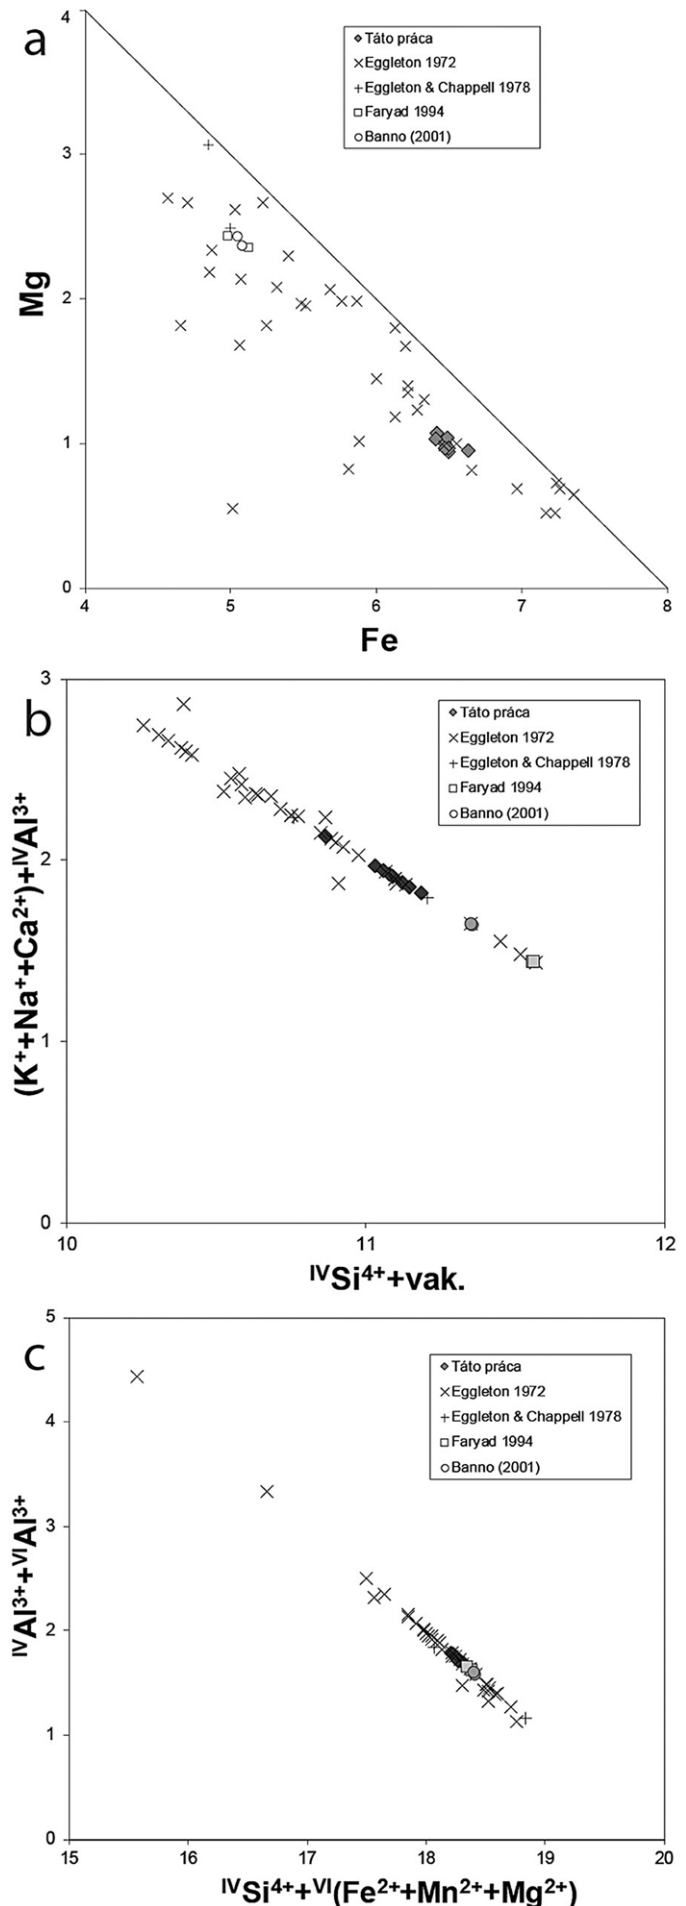 a
4
3
2
1
0
Mg
Táto práca
Eggleton 1972
Eggleton & Chappell 1978
Faryad 1994
Banno (2001)
4 5 6 7 8
Fe
b
3
2
1
0
(K⁺+Na⁺+Ca²⁺)+ᴵⱽAl³⁺
Táto práca
Eggleton 1972
Eggleton & Chappell 1978
Faryad 1994
Banno (2001)
10 11 12
ᴵⱽSi⁴⁺+vak.
c
5
4
3
2
1
0
ᴵⱽAl³⁺+ⱽᴵAl³⁺
Táto práca
Eggleton 1972
Eggleton & Chappell 1978
Faryad 1994
Banno (2001)
15 16 17 18 19 20
ᴵⱽSi⁴⁺+ⱽᴵ(Fe²⁺+Mn²⁺+Mg²⁺)